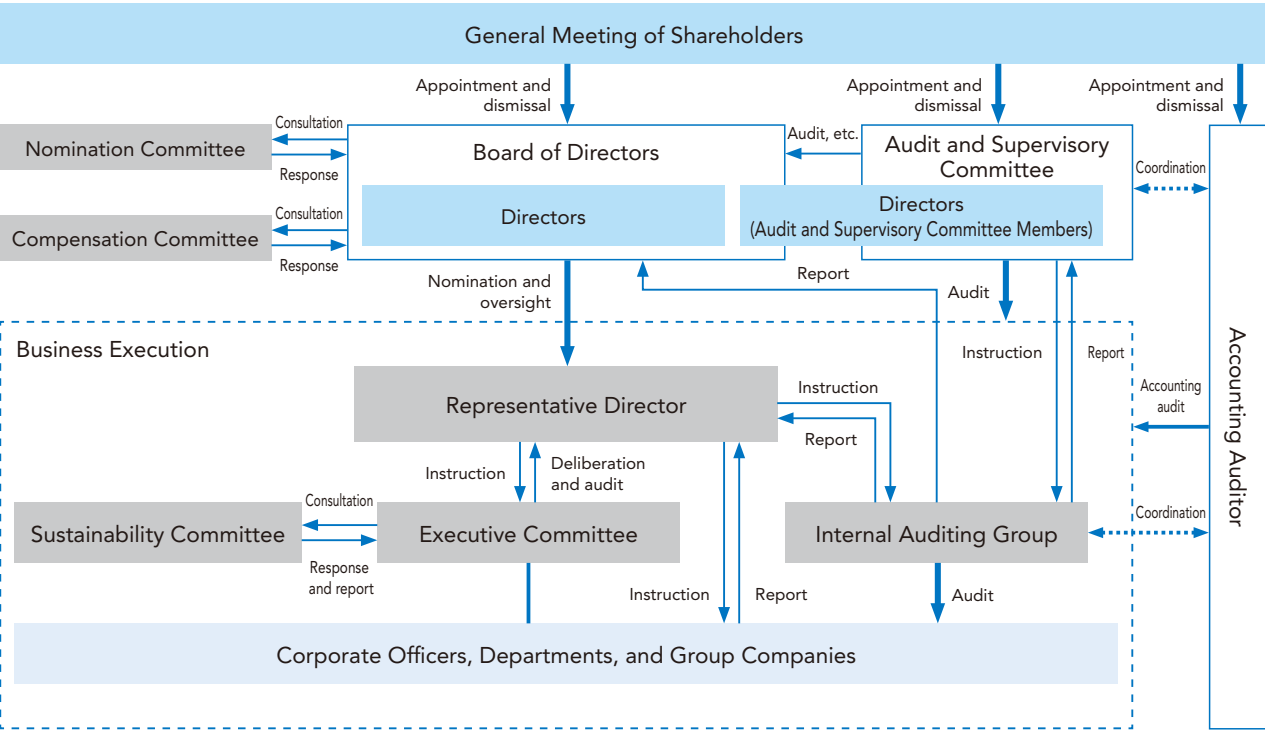 General Meeting of Shareholders
Appointment and
dismissal
Appointment and
dismissal
Appointment and
dismissal
Consultation
Nomination Committee
Response
Board of Directors
Audit, etc.
Audit and Supervisory
Committee
Coordination
Directors
Directors
(Audit and Supervisory Committee Members)
Consultation
Compensation Committee
Response
Nomination and
oversight
Report
Audit
Business Execution
Instruction
Report
Accounting Auditor
Representative Director
Instruction
Report
Accounting
audit
Instruction
Deliberation
and audit
Consultation
Sustainability Committee
Response
and report
Executive Committee
Internal Auditing Group
Coordination
Instruction
Report
Audit
Corporate Officers, Departments, and Group Companies